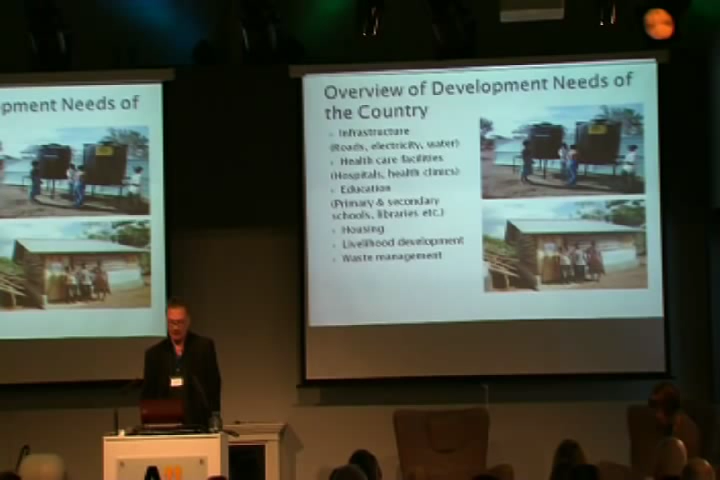 pment Needs of
Overview of Development Needs of
the Country
Infrastructure
(Roads, electricity, water)
Health care facilities
(Hospitals, health clinics)
Education
(Primary & secondary
schools, libraries etc.)
Housing
Livelihood development
Waste management